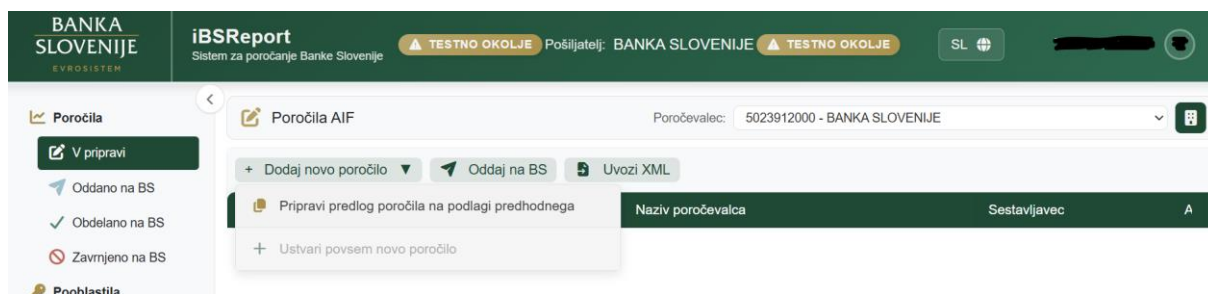 BANKA
SLOVENIJE
EVROSISTEM
iBSReport
Sistem za poročanje Banke Slovenije
TESTNO OKOLJE Pošiljatelj: BANKA SLOVENIJE TESTNO OKOLJE
SL
Poročila
V pripravi
Oddano na BS
Obdelano na BS
Zavrnjeno na BS
Pooblastila
Poročila AIF
Poročevalec: 5023912000 - BANKA SLOVENIJE
+ Dodaj novo poročilo ▼ Oddaj na BS Uvozi XML
Pripravi predlog poročila na podlagi predhodnega
+ Ustvari povsem novo poročilo
Naziv poročevalca Sestavljavec A